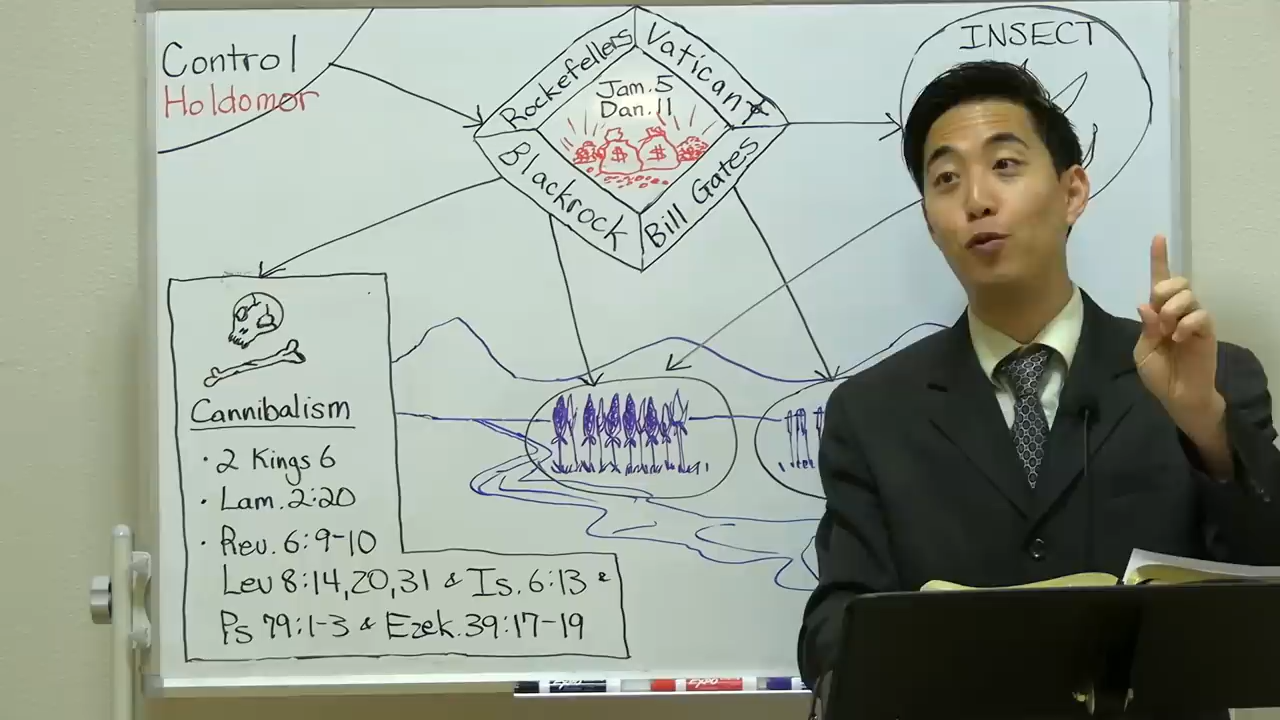 Control
Holdomor
Rockefellers
Vatican
Jam. 5
Dan. 11
$ $
Blackrock
Bill Gates
INSECT
Cannibalism
· 2 Kings 6
· Lam. 2:20
· Rev. 6:9-10
Lev 8:14,20,31 & Is. 6:13 &
Ps 79:1-3 & Ezek. 39:17-19
EXPO